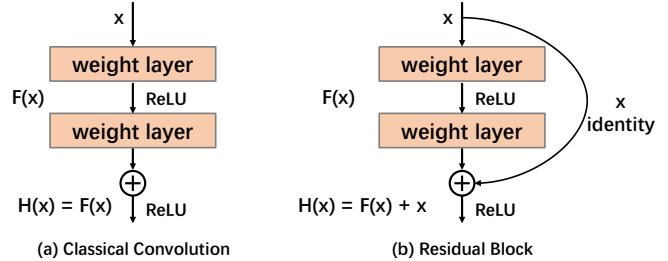 x
weight layer
F(x)
ReLU
weight layer
H(x) = F(x)
ReLU
(a) Classical Convolution
x
weight layer
F(x)
ReLU
x
identity
weight layer
H(x) = F(x) + x
ReLU
(b) Residual Block